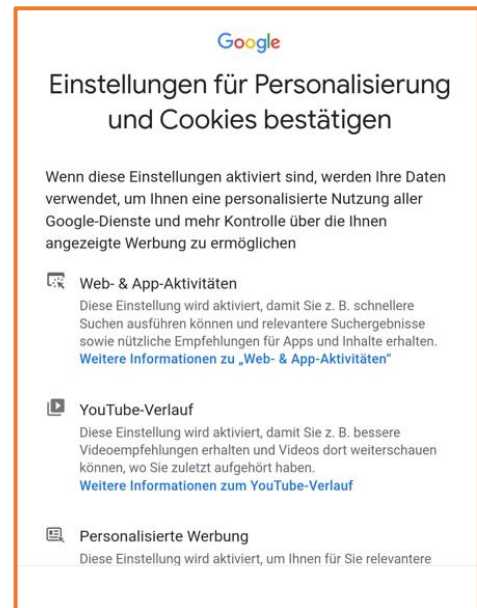 Google
Einstellungen für Personalisierung
und Cookies bestätigen
Wenn diese Einstellungen aktiviert sind, werden Ihre Daten
verwendet, um Ihnen eine personalisierte Nutzung aller
Google-Dienste und mehr Kontrolle über die Ihnen
angezeigte Werbung zu ermöglichen
Web- & App-Aktivitäten
Diese Einstellung wird aktiviert, damit Sie z. B. schnellere
Suchen ausführen können und relevantere Suchergebnisse
sowie nützliche Empfehlungen für Apps und Inhalte erhalten.
Weitere Informationen zu „Web- & App-Aktivitäten"
YouTube-Verlauf
Diese Einstellung wird aktiviert, damit Sie z. B. bessere
Videoempfehlungen erhalten und Videos dort weiterschauen
können, wo Sie zuletzt aufgehört haben.
Weitere Informationen zum YouTube-Verlauf
Personalisierte Werbung
Diese Einstellung wird aktiviert, um Ihnen für Sie relevantere